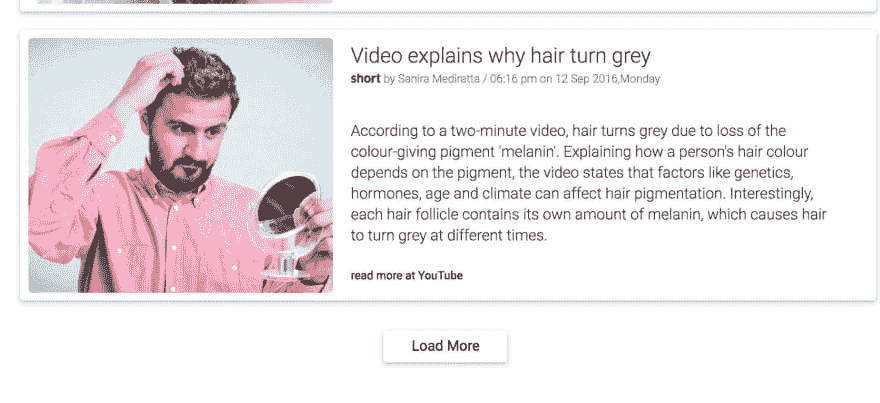 Video explains why hair turn grey
short by Sanira Mediratta / 06:16 pm on 12 Sep 2016,Monday
According to a two-minute video, hair turns grey due to loss of the
colour-giving pigment 'melanin'. Explaining how a person's hair colour
depends on the pigment, the video states that factors like genetics,
hormones, age and climate can affect hair pigmentation. Interestingly,
each hair follicle contains its own amount of melanin, which causes hair
to turn grey at different times.
read more at YouTube
Load More